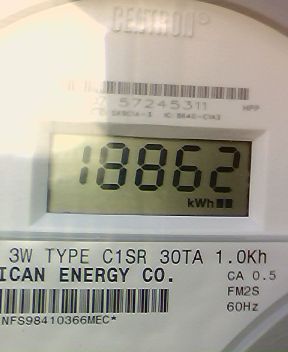 CENTRON®
57245311 HPP
18862
kWh
3W TYPE C1SR 30TA 1.0Kh
ICAN ENERGY CO. CA 0.5
FM2S
NFS98410366MEC* 60Hz